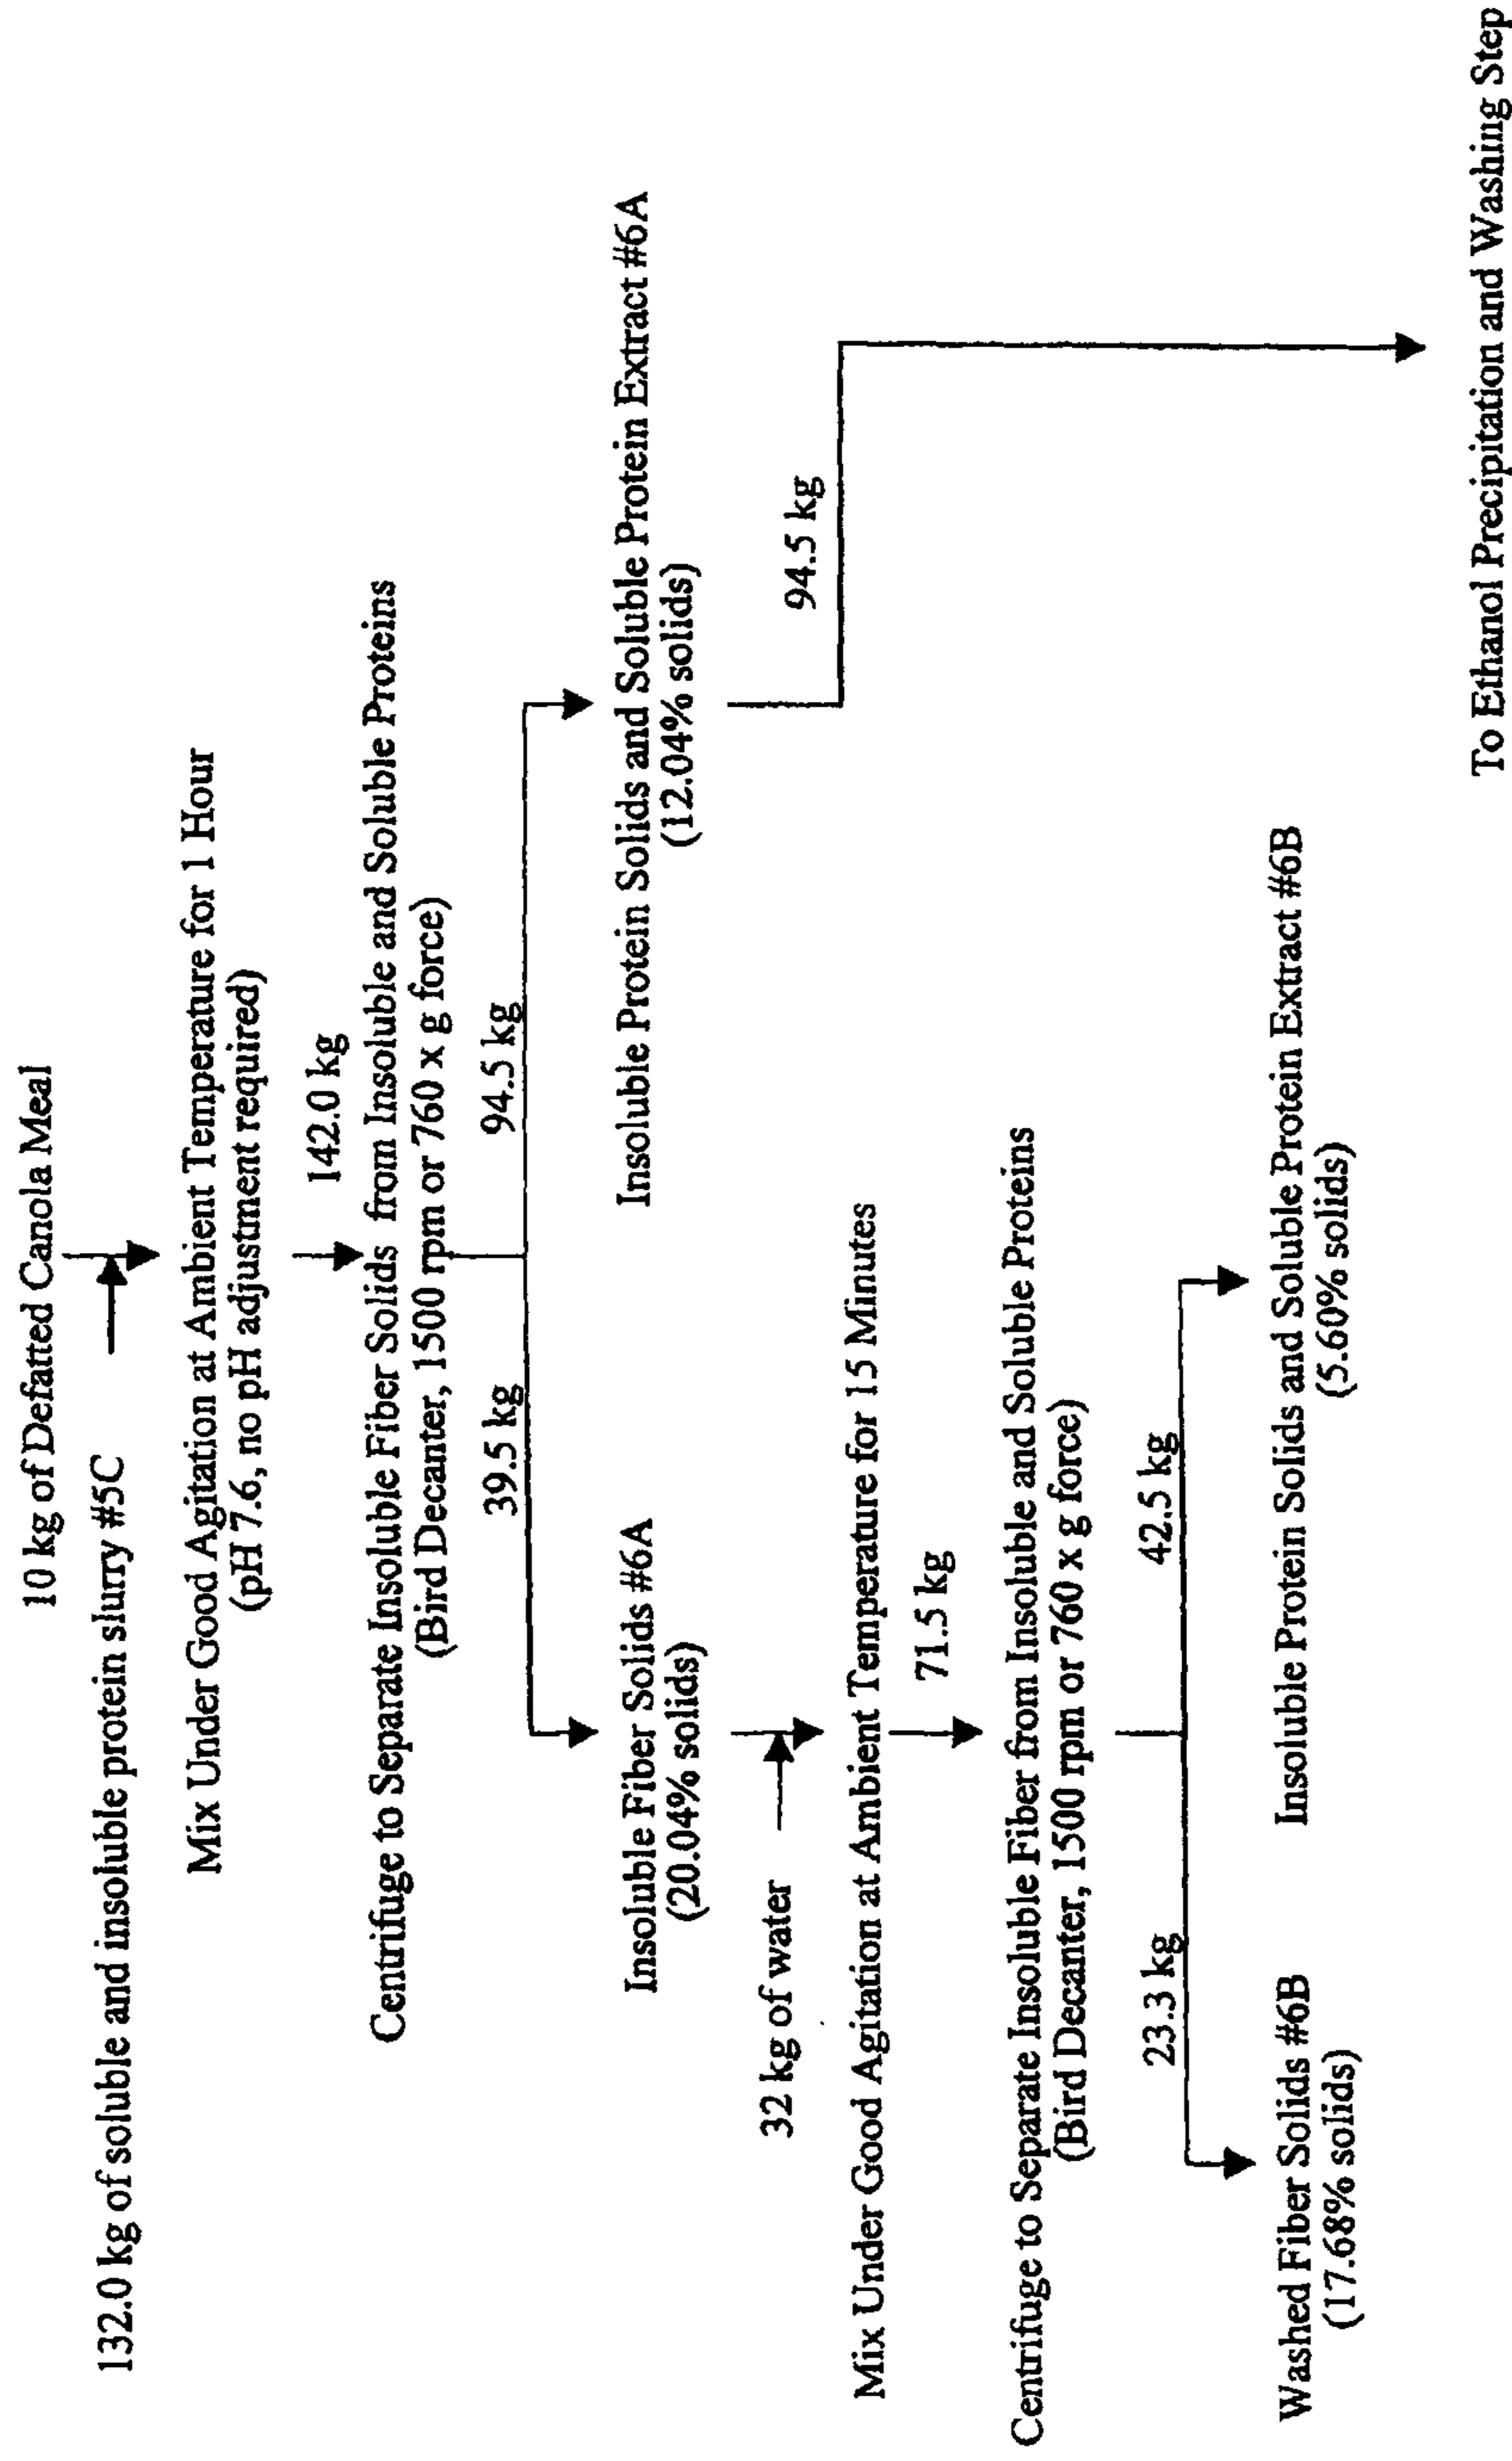 10 kg of Defatted Canola Meal
132.0 kg of soluble and insoluble protein slurry #5C
Mix Under Good Agitation at Ambient Temperature for 1 Hour
(pH 7.6, no pH adjustment required)
142.0 kg
Centrifuge to Separate Insoluble Fiber Solids from Insoluble and Soluble Proteins
(Bird Decanter, 1500 rpm or 760 x g force)
39.5 kg
94.5 kg
Insoluble Fiber Solids #6A
(20.04% solids)
Insoluble Protein Solids and Soluble Protein Extract #6A
(12.04% solids)
32 kg of water
94.5 kg
Mix Under Good Agitation at Ambient Temperature for 15 Minutes
71.5 kg
Centrifuge to Separate Insoluble Fiber from Insoluble and Soluble Proteins
(Bird Decanter, 1500 rpm or 760 x g force)
23.3 kg
42.5 kg
Washed Fiber Solids #6B
(17.68% solids)
Insoluble Protein Solids and Soluble Protein Extract #6B
(5.60% solids)
To Ethanol Precipitation and Washing Step